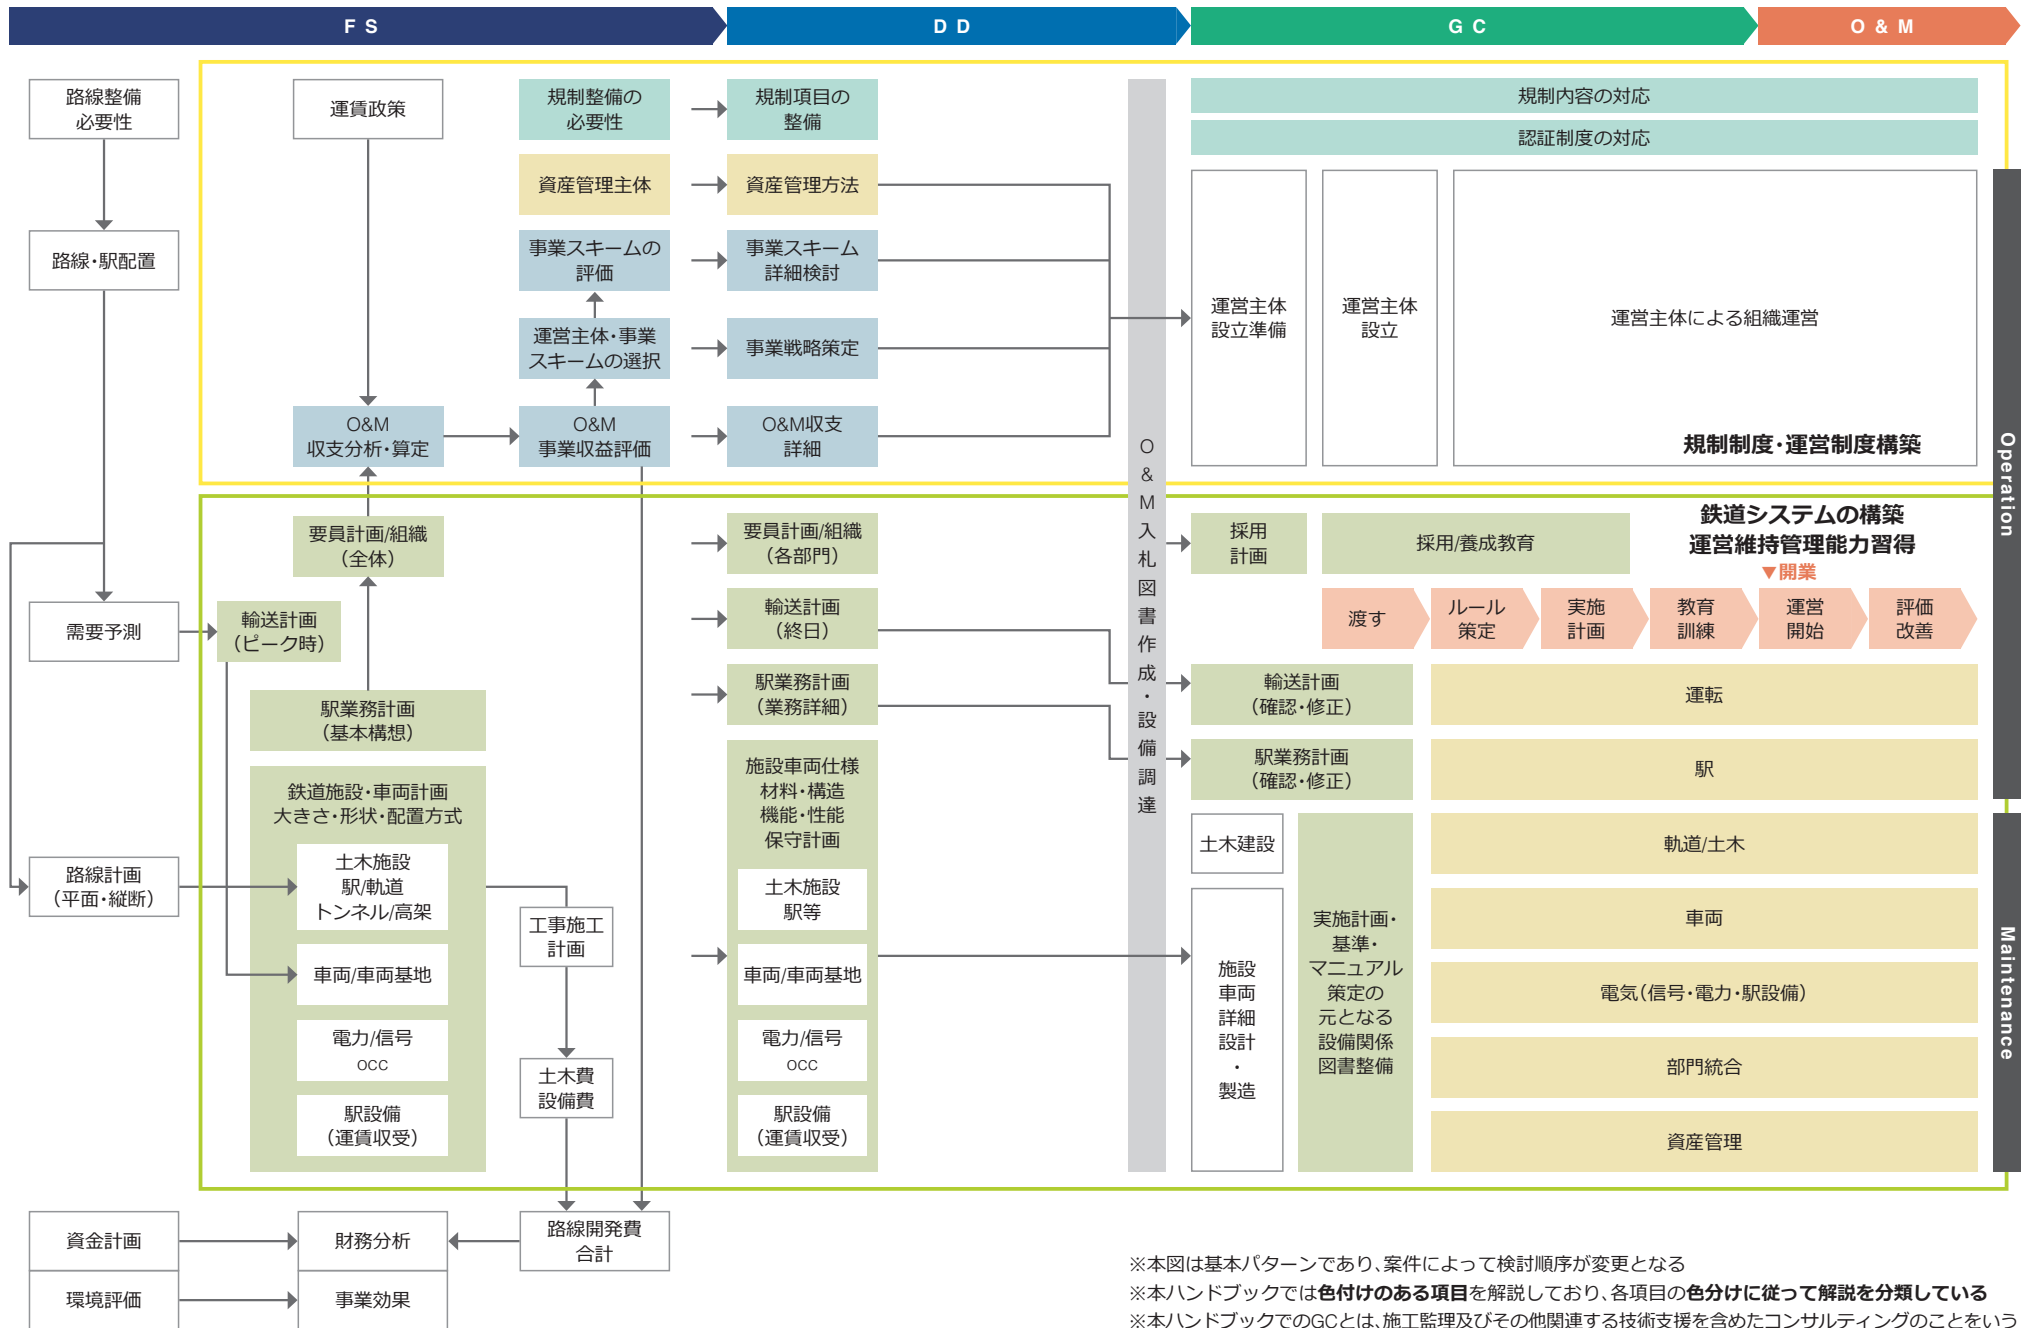 FS
DD
GC
O&M
路線整備
必要性
運賃政策
規制整備の
必要性
規制項目の
整備
規制内容の対応
認証制度の対応
資産管理主体
資産管理方法
路線・駅配置
事業スキームの
評価
事業スキーム
詳細検討
運営主体・事業
スキームの選択
事業戦略策定
運営主体
設立準備
運営主体
設立
運営主体による組織運営
O&M
収支分析・算定
O&M
事業収益評価
O&M収支
詳細
規制制度・運営制度構築
O&M入札図書作成・設備調達
Operation
要員計画/組織
(全体)
要員計画/組織
(各部門)
採用
計画
採用/養成教育
鉄道システムの構築
運営維持管理能力習得
▼開業
需要予測
輸送計画
(ピーク時)
輸送計画
(終日)
渡す
ルール
策定
実施
計画
教育
訓練
運営
開始
評価
改善
駅業務計画
(基本構想)
駅業務計画
(業務詳細)
輸送計画
(確認・修正)
運転
駅業務計画
(確認・修正)
駅
鉄道施設・車両計画
大きさ・形状・配置方式
施設車両仕様
材料・構造
機能・性能
保守計画
路線計画
(平面・縦断)
土木施設
駅/軌道
トンネル/高架
車両/車両基地
電力/信号
OCC
駅設備
(運賃収受)
工事施工
計画
土木費
設備費
土木施設
駅等
車両/車両基地
電力/信号
OCC
駅設備
(運賃収受)
土木建設
施設
車両
詳細
設計
・
製造
実施計画・
基準・
マニュアル
策定の
元となる
設備関係
図書整備
軌道/土木
車両
電気(信号・電力・駅設備)
部門統合
資産管理
Maintenance
資金計画
財務分析
路線開発費
合計
環境評価
事業効果
※本図は基本パターンであり、案件によって検討順序が変更となる
※本ハンドブックでは色付けのある項目を解説しており、各項目の色分けに従って解説を分類している
※本ハンドブックでのGCとは、施工監理及びその他関連する技術支援を含めたコンサルティングのことをいう